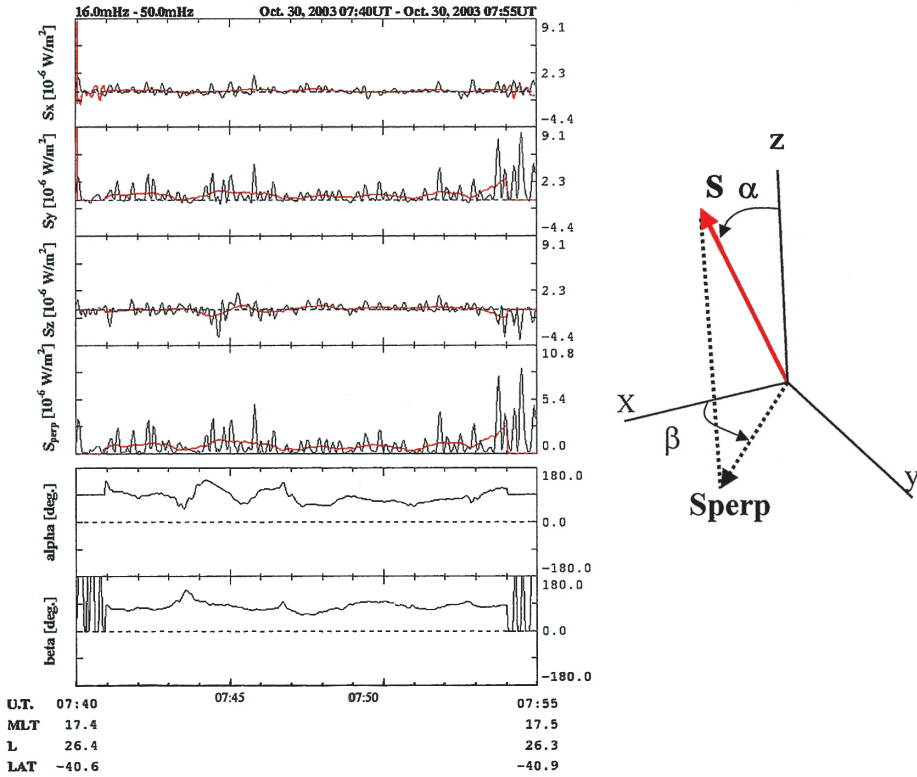 16.0mHz - 50.0mHz Oct. 30, 2003 07:40UT - Oct. 30, 2003 07:55UT
Sx [10⁻⁶ W/m²]
9.1
2.3
-4.4
Sy [10⁻⁶ W/m²]
9.1
2.3
-4.4
Sz [10⁻⁶ W/m²]
9.1
2.3
-4.4
Sperp [10⁻⁶ W/m²]
10.8
5.4
0.0
alpha [deg.]
180.0
0.0
-180.0
beta [deg.]
180.0
0.0
-180.0
07:45 07:50
U.T. 07:40 07:55
MLT 17.4 17.5
L 26.4 26.3
LAT -40.6 -40.9
z
S α
X
β
y
Sperp